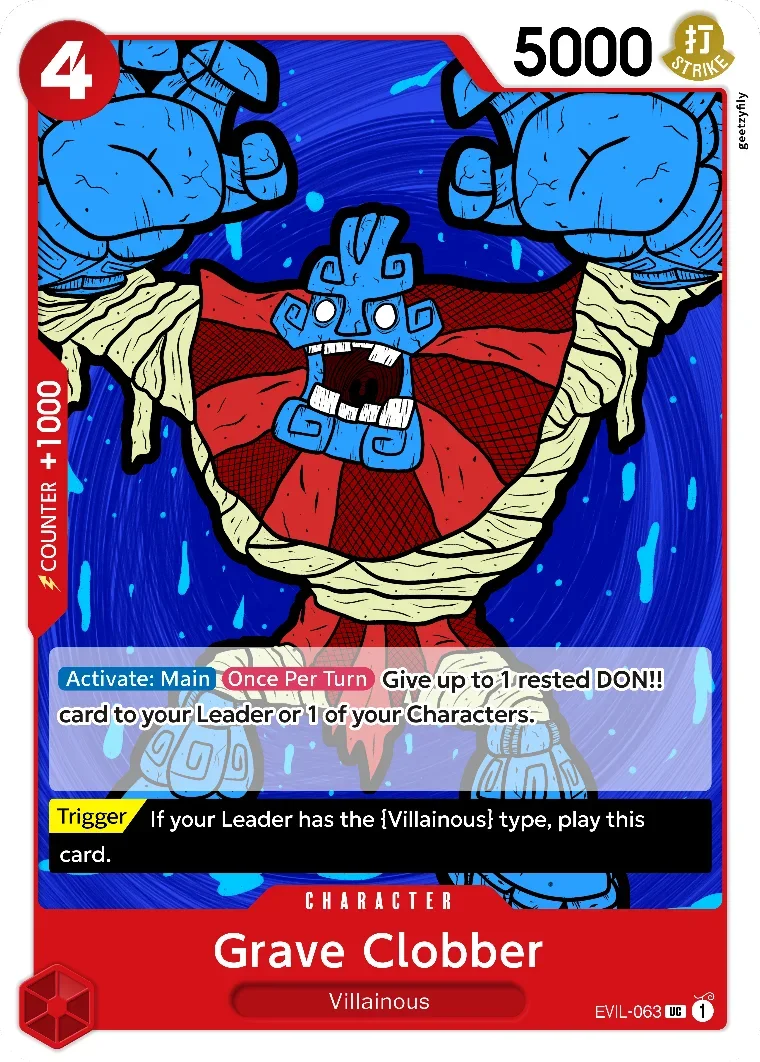 4
5000
打
STRIKE
geetzyfily
COUNTER +1000
Activate: Main Once Per Turn Give up to 1 rested DON!!
card to your Leader or 1 of your Characters.
Trigger If your Leader has the {Villainous} type, play this
card.
CHARACTER
Grave Clobber
Villainous
EVIL-063 UC 1